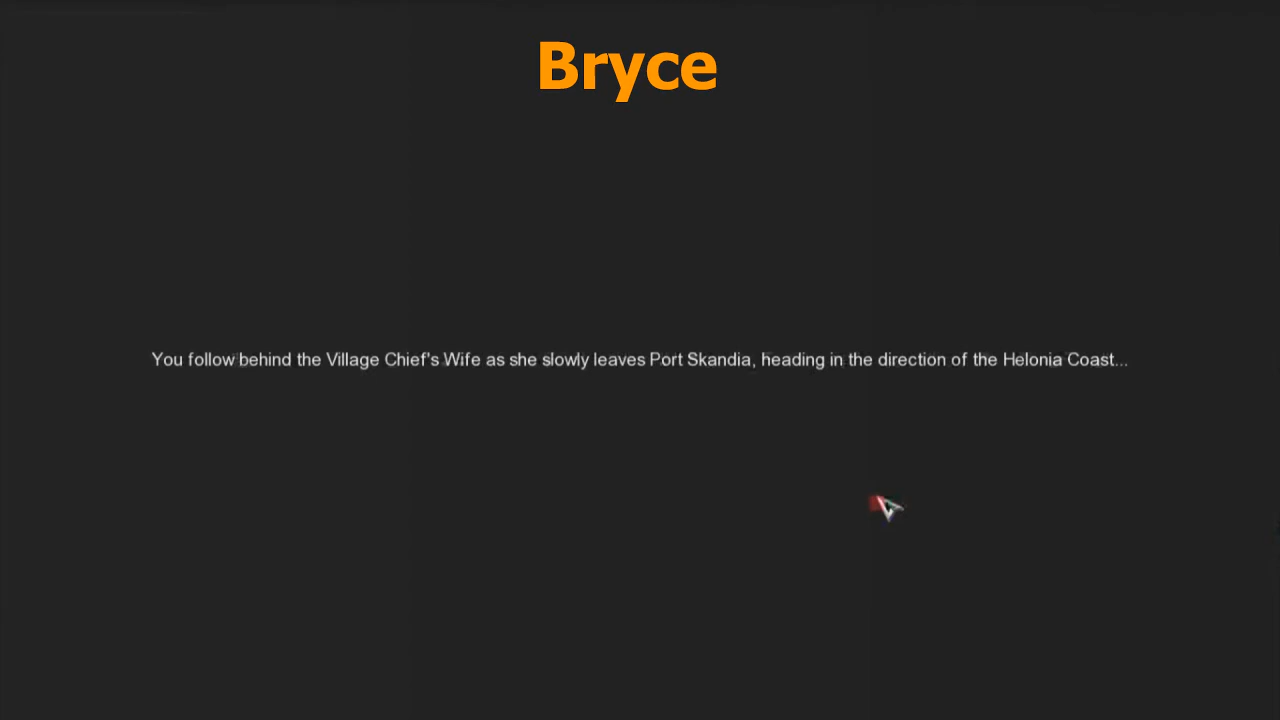 Bryce
You follow behind the Village Chief's Wife as she slowly leaves Port Skandia, heading in the direction of the Helonia Coast...